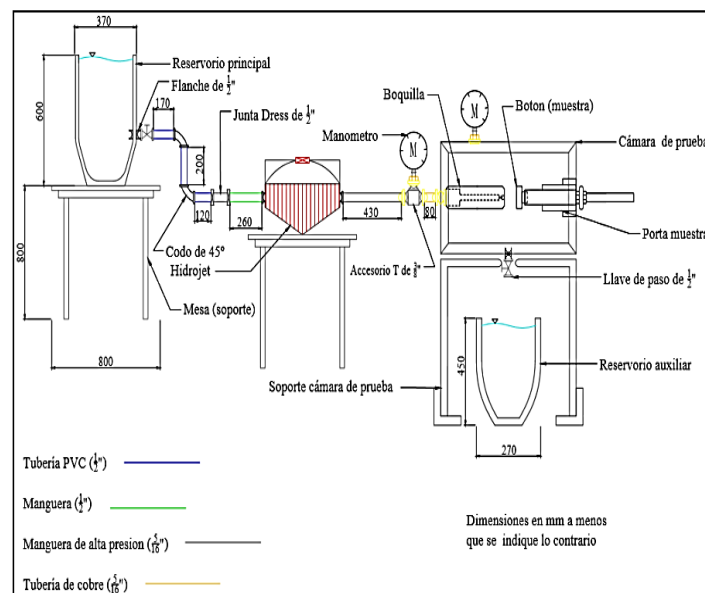 370
Reservorio principal
Flanche de 1/2"
170
Junta Dress de 1/2"
600
200
120
260
Codo de 45º
Hidrojet
Mesa (soporte)
800
800
Manometro
M
430
80
Accesorio T de 3/8"
M
Boquilla
Boton (muestra)
Cámara de prueba
Porta muestra
Llave de paso de 1/2"
Reservorio auxiliar
450
Soporte cámara de prueba
270
Tubería PVC (1/2")
Manguera (1/2")
Manguera de alta presion (5/16")
Tubería de cobre (5/16")
Dimensiones en mm a menos
que se indique lo contrario